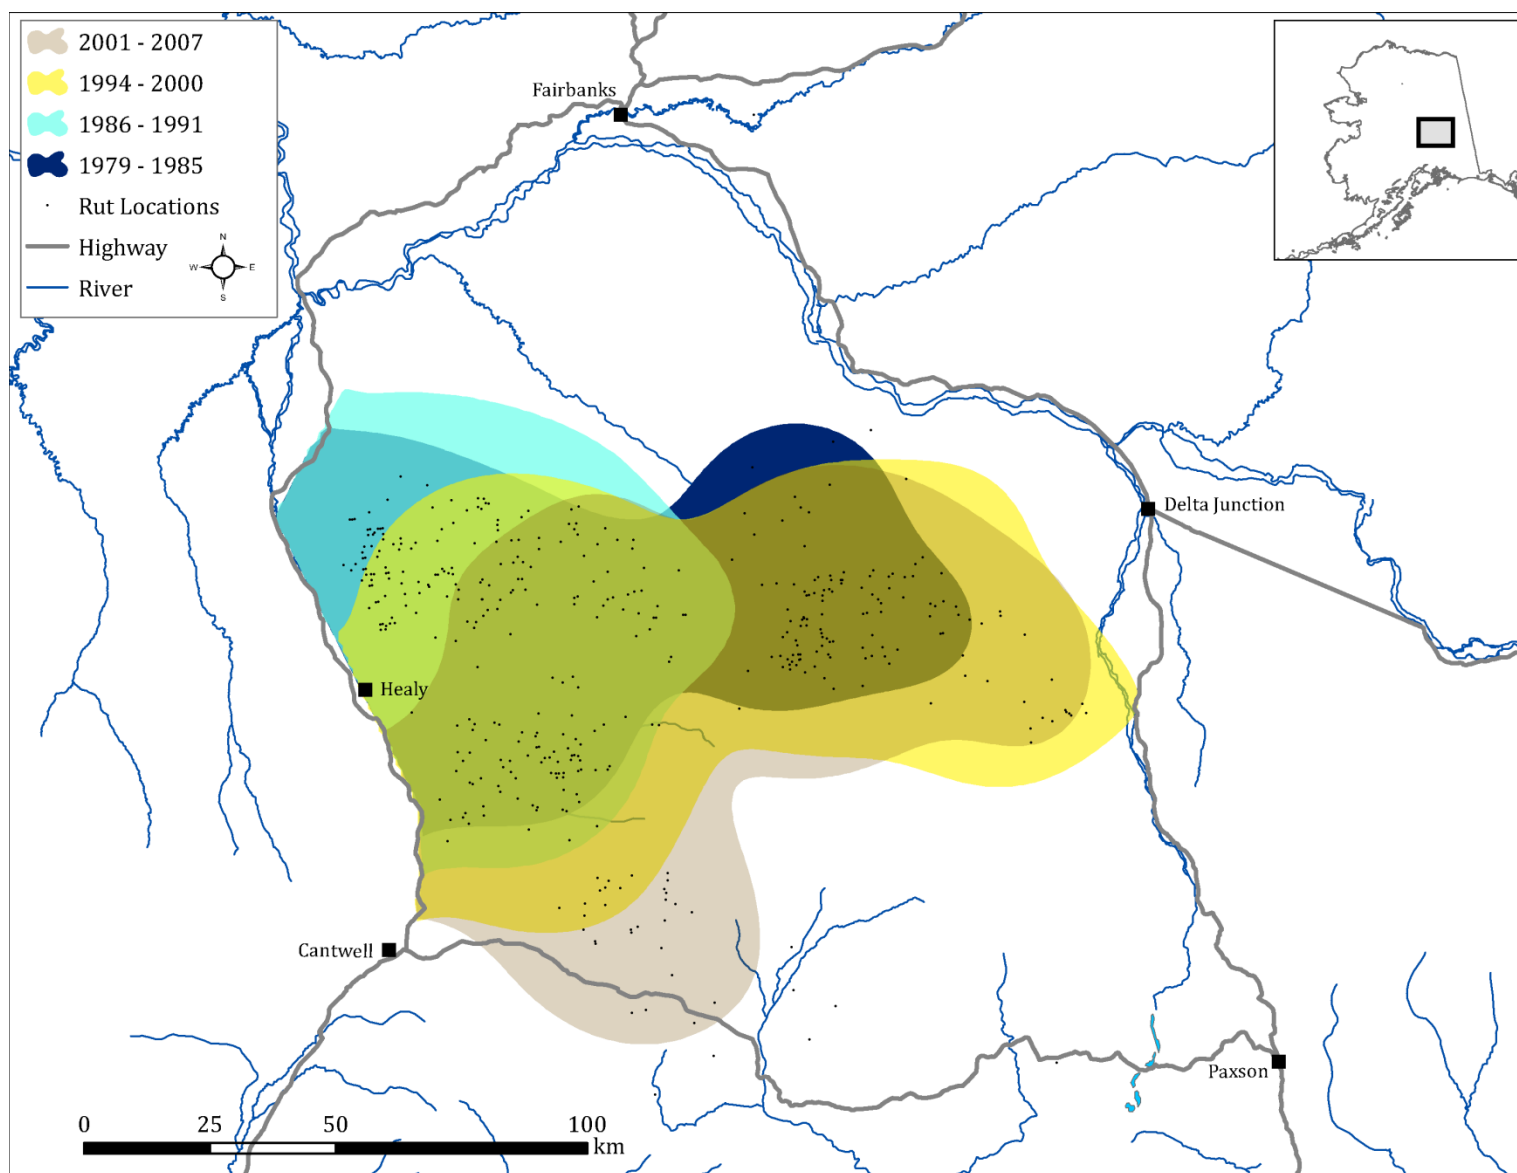 2001 - 2007
1994 - 2000
1986 - 1991
1979 - 1985
Rut Locations
Highway
River
N
W E
S
Fairbanks
Delta Junction
Healy
Cantwell
Paxson
0 25 50 100
km